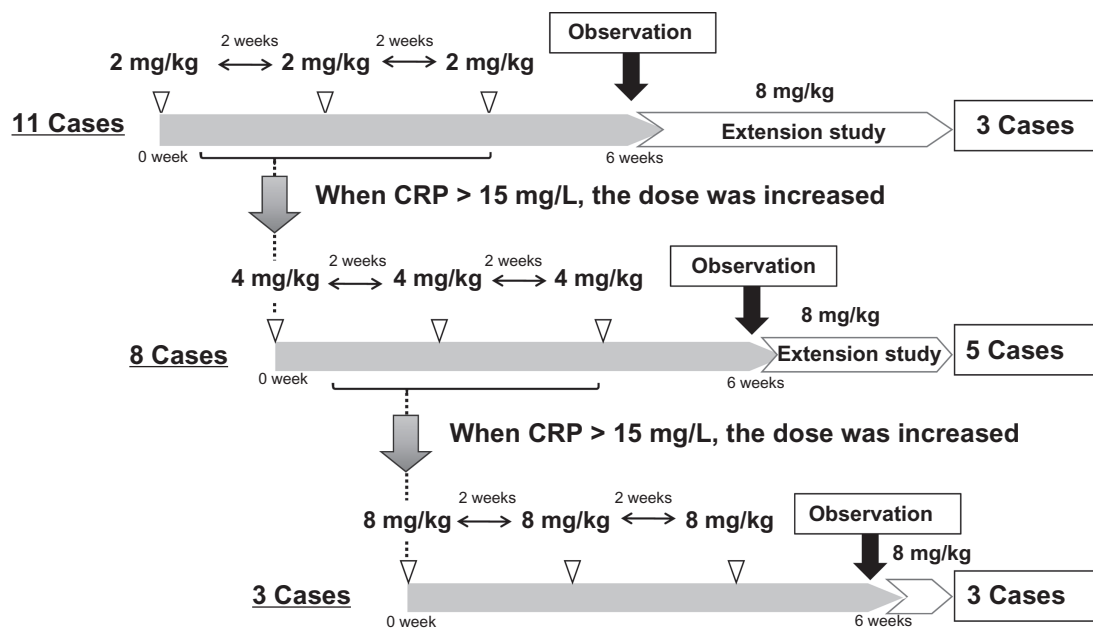 Observation
2 weeks
2 weeks
2 mg/kg
2 mg/kg
2 mg/kg
8 mg/kg
11 Cases
Extension study
3 Cases
0 week
6 weeks
When CRP > 15 mg/L, the dose was increased
Observation
2 weeks
2 weeks
4 mg/kg
4 mg/kg
4 mg/kg
8 mg/kg
8 Cases
Extension study
5 Cases
0 week
6 weeks
When CRP > 15 mg/L, the dose was increased
2 weeks
2 weeks
Observation
8 mg/kg
8 mg/kg
8 mg/kg
8 mg/kg
3 Cases
3 Cases
0 week
6 weeks